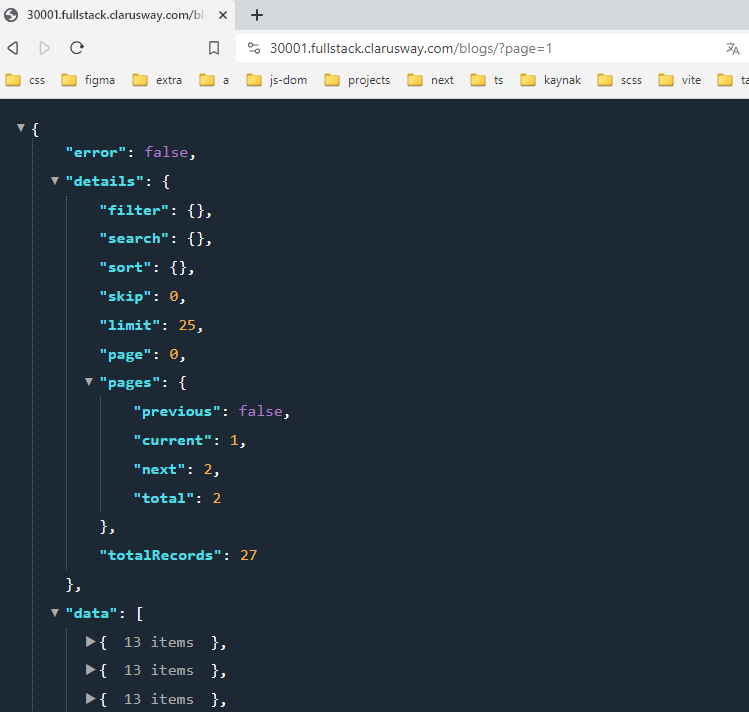 30001.fullstack.clarusway.com/bl
30001.fullstack.clarusway.com/blogs/?page=1
css figma extra a js-dom projects next ts kaynak scss vite
{
"error": false,
"details": {
"filter": {},
"search": {},
"sort": {},
"skip": 0,
"limit": 25,
"page": 0,
"pages": {
"previous": false,
"current": 1,
"next": 2,
"total": 2
},
"totalRecords": 27
},
"data": [
{ 13 items },
{ 13 items },
{ 13 items },